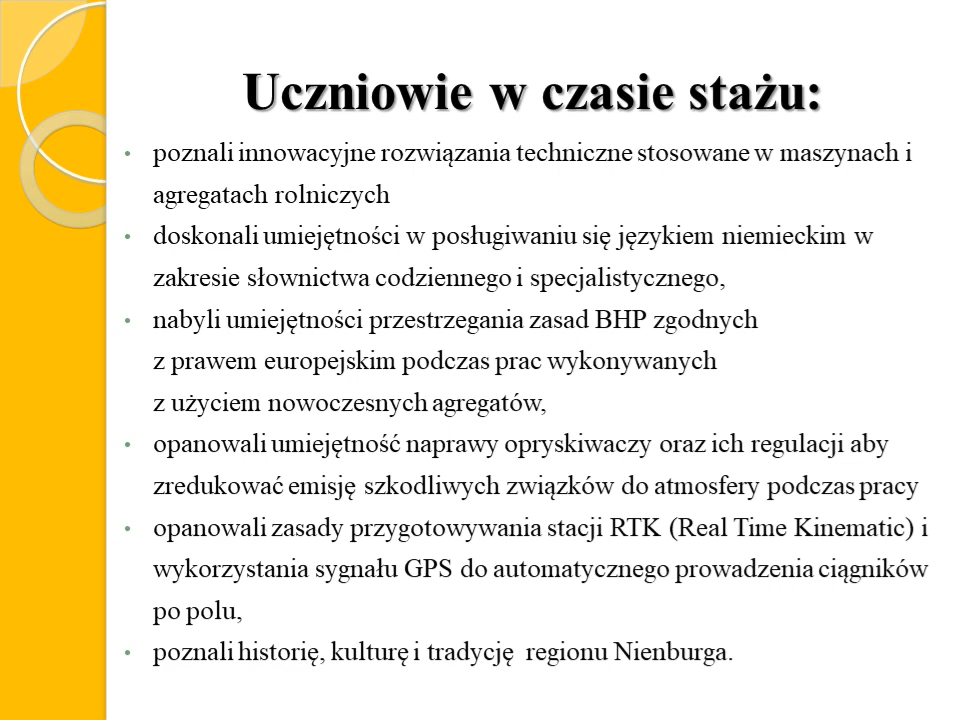 Uczniowie w czasie stażu:
• poznali innowacyjne rozwiązania techniczne stosowane w maszynach i
agregatach rolniczych
• doskonali umiejętności w posługiwaniu się językiem niemieckim w
zakresie słownictwa codziennego i specjalistycznego,
• nabyli umiejętności przestrzegania zasad BHP zgodnych
z prawem europejskim podczas prac wykonywanych
z użyciem nowoczesnych agregatów,
• opanowali umiejętność naprawy opryskiwaczy oraz ich regulacji aby
zredukować emisję szkodliwych związków do atmosfery podczas pracy
• opanowali zasady przygotowywania stacji RTK (Real Time Kinematic) i
wykorzystania sygnału GPS do automatycznego prowadzenia ciągników
po polu,
• poznali historię, kulturę i tradycję regionu Nienburga.